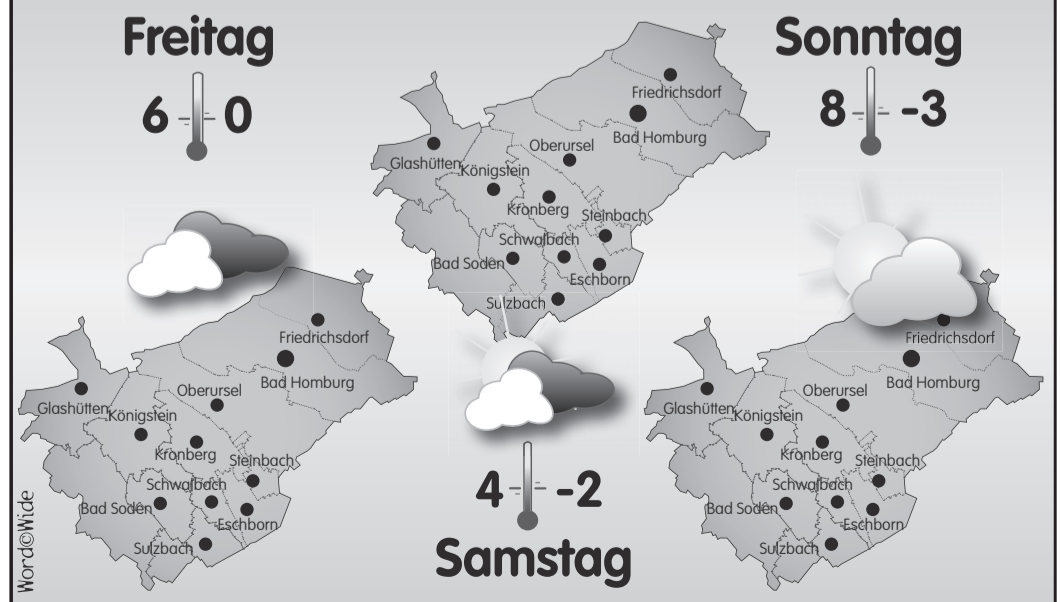 Freitag
6 0
Friedrichsdorf
Bad Homburg
Oberursel
Glashütten
Königstein
Kronberg
Steinbach
Schwalbach
Bad Soden
Eschborn
Sulzbach
Friedrichsdorf
Bad Homburg
Oberursel
Glashütten
Königstein
Kronberg
Steinbach
Schwalbach
Bad Soden
Eschborn
Sulzbach
4 -2
Samstag
Sonntag
8 -3
Friedrichsdorf
Bad Homburg
Oberursel
Glashütten
Königstein
Kronberg
Steinbach
Schwalbach
Bad Soden
Eschborn
Sulzbach
Word©Wide